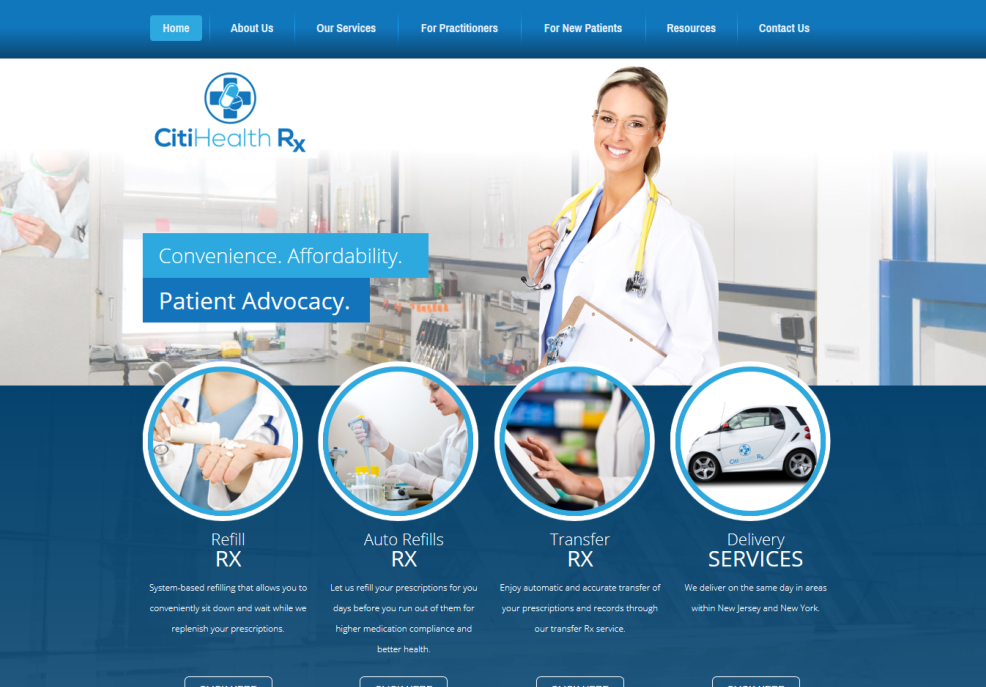 Home
About Us
Our Services
For Practitioners
For New Patients
Resources
Contact Us
CitiHealth Rx
Convenience. Affordability.
Patient Advocacy.
Citi Rx
Refill
RX
System-based refilling that allows you to
conveniently sit down and wait while we
replenish your prescriptions.
Auto Refills
RX
Let us refill your prescriptions for you
days before you run out of them for
higher medication compliance and
better health.
Transfer
RX
Enjoy automatic and accurate transfer of
your prescriptions and records through
our transfer Rx service.
Delivery
SERVICES
We deliver on the same day in areas
within New Jersey and New York.